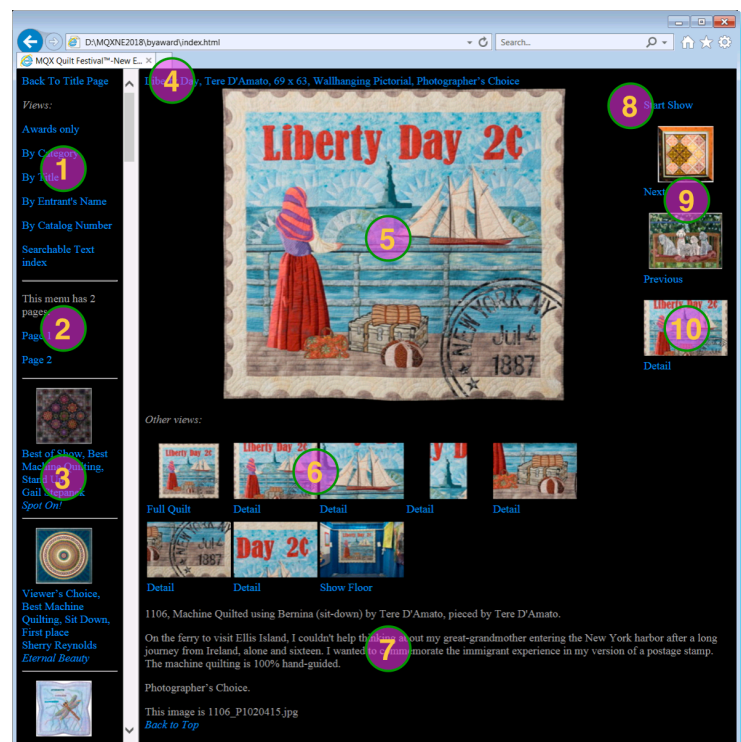 D:\MQXNE2018\byaward\index.html
Search...
MQX Quilt Festival™-New E...
Back To Title Page
Views:
Awards only
By Category
By Title
By Entrant's Name
By Catalog Number
Searchable Text
index
1
This menu has 2
pages
Page 1
Page 2
2
Best of Show, Best
Machine Quilting,
Stand
Gail Stepanek
Spot On!
3
Viewer's Choice,
Best Machine
Quilting, Sit Down,
First place
Sherry Reynolds
Eternal Beauty
4
Liberty Day, Tere D'Amato, 69 x 63, Wallhanging Pictorial, Photographer's Choice
Liberty Day 2¢
NEW YORK NY
Jul 4
1887
5
8
Start Show
Next
9
Previous
10
Detail
Other views:
6
Full Quilt
Detail
Detail
Detail
Detail
Day 2¢
Detail
Detail
Show Floor
1106, Machine Quilted using Bernina (sit-down) by Tere D'Amato, pieced by Tere D'Amato.
On the ferry to visit Ellis Island, I couldn't help thinking about my great-grandmother entering the New York harbor after a long
journey from Ireland, alone and sixteen. I wanted to commemorate the immigrant experience in my version of a postage stamp.
The machine quilting is 100% hand-guided.
7
Photographer's Choice.
This image is 1106_P1020415.jpg
Back to Top